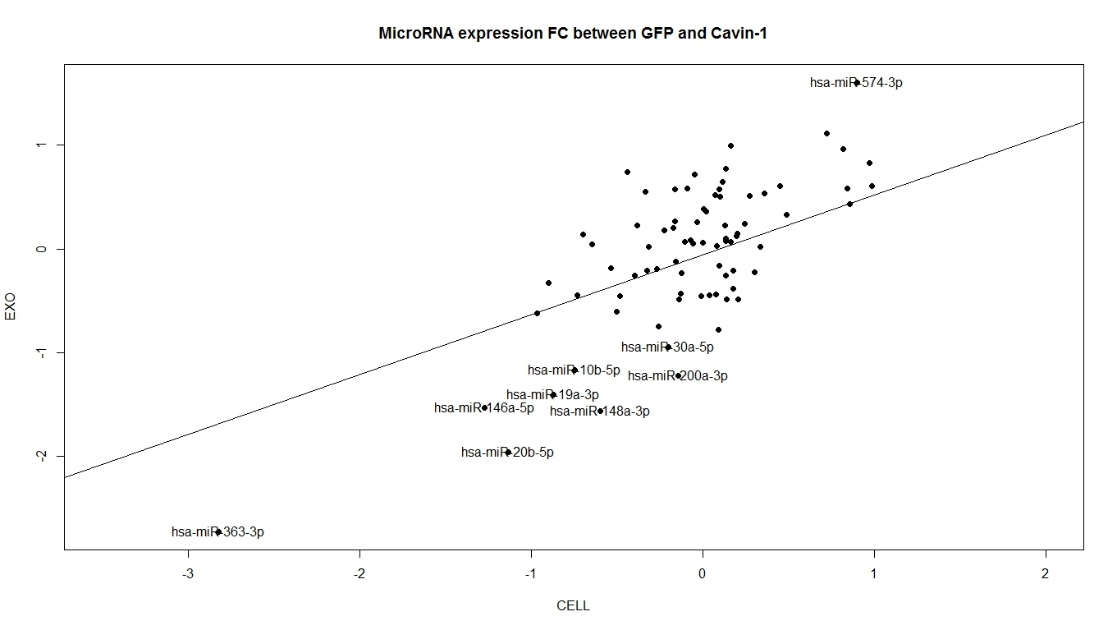 MicroRNA expression FC between GFP and Cavin-1
hsa-miR-574-3p
1
0
EXO
-1
hsa-miR-30a-5p
hsa-miR-10b-5p
hsa-miR-200a-3p
hsa-miR-19a-3p
hsa-miR-146a-5p
hsa-miR-148a-3p
-2
hsa-miR-20b-5p
hsa-miR-363-3p
-3 -2 -1 0 1 2
CELL